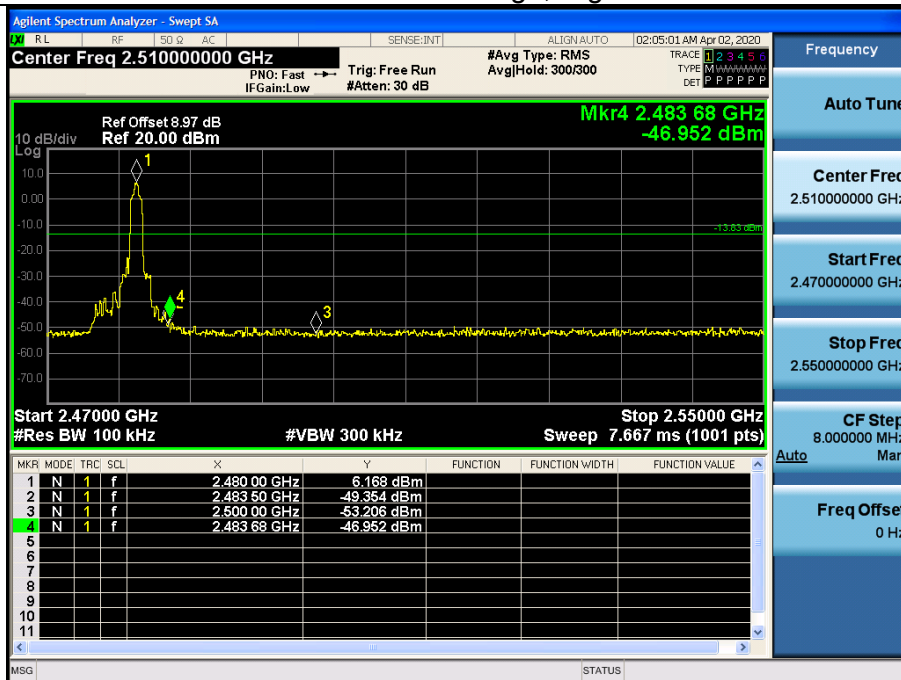 Agilent Spectrum Analyzer - Swept SA
LXI RL RF 50 Ω AC SENSE:INT ALIGN AUTO 02:05:01 AM Apr 02, 2020
Center Freq 2.510000000 GHz #Avg Type: RMS TRACE 1 2 3 4 5 6
PNO: Fast Trig: Free Run Avg|Hold: 300/300 TYPE MWWWWW
IFGain:Low #Atten: 30 dB DET P P P P P P
Mkr4 2.483 68 GHz
-46.952 dBm
Ref Offset 8.97 dB
10 dB/div Ref 20.00 dBm
Log
1
10.0
0.00
-10.0
-13.83 dBm
-20.0
-30.0
-40.0
4
3
-50.0
-60.0
-70.0
Start 2.47000 GHz Stop 2.55000 GHz
#Res BW 100 kHz #VBW 300 kHz Sweep 7.667 ms (1001 pts)
MKR MODE TRC SCL X Y FUNCTION FUNCTION WIDTH FUNCTION VALUE
1 N 1 f 2.480 00 GHz 6.168 dBm
2 N 1 f 2.483 50 GHz -49.354 dBm
3 N 1 f 2.500 00 GHz -53.206 dBm
4 N 1 f 2.483 68 GHz -46.952 dBm
5
6
7
8
9
10
11
MSG STATUS
Frequency
Auto Tune
Center Freq
2.510000000 GHz
Start Freq
2.470000000 GHz
Stop Freq
2.550000000 GHz
CF Step
8.000000 MHz
Auto Man
Freq Offset
0 Hz